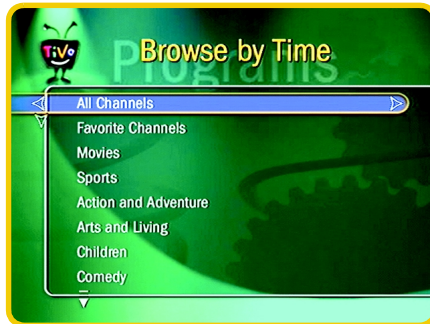 TiVo
Programs
Browse by Time
All Channels
Favorite Channels
Movies
Sports
Action and Adventure
Arts and Living
Children
Comedy